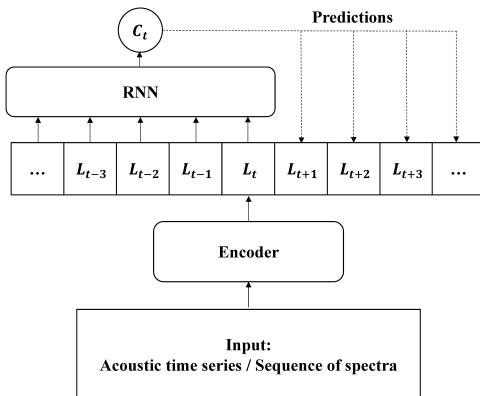 C_t Predictions
RNN
... L_{t-3} L_{t-2} L_{t-1} L_t L_{t+1} L_{t+2} L_{t+3} ...
Encoder
Input:
Acoustic time series / Sequence of spectra